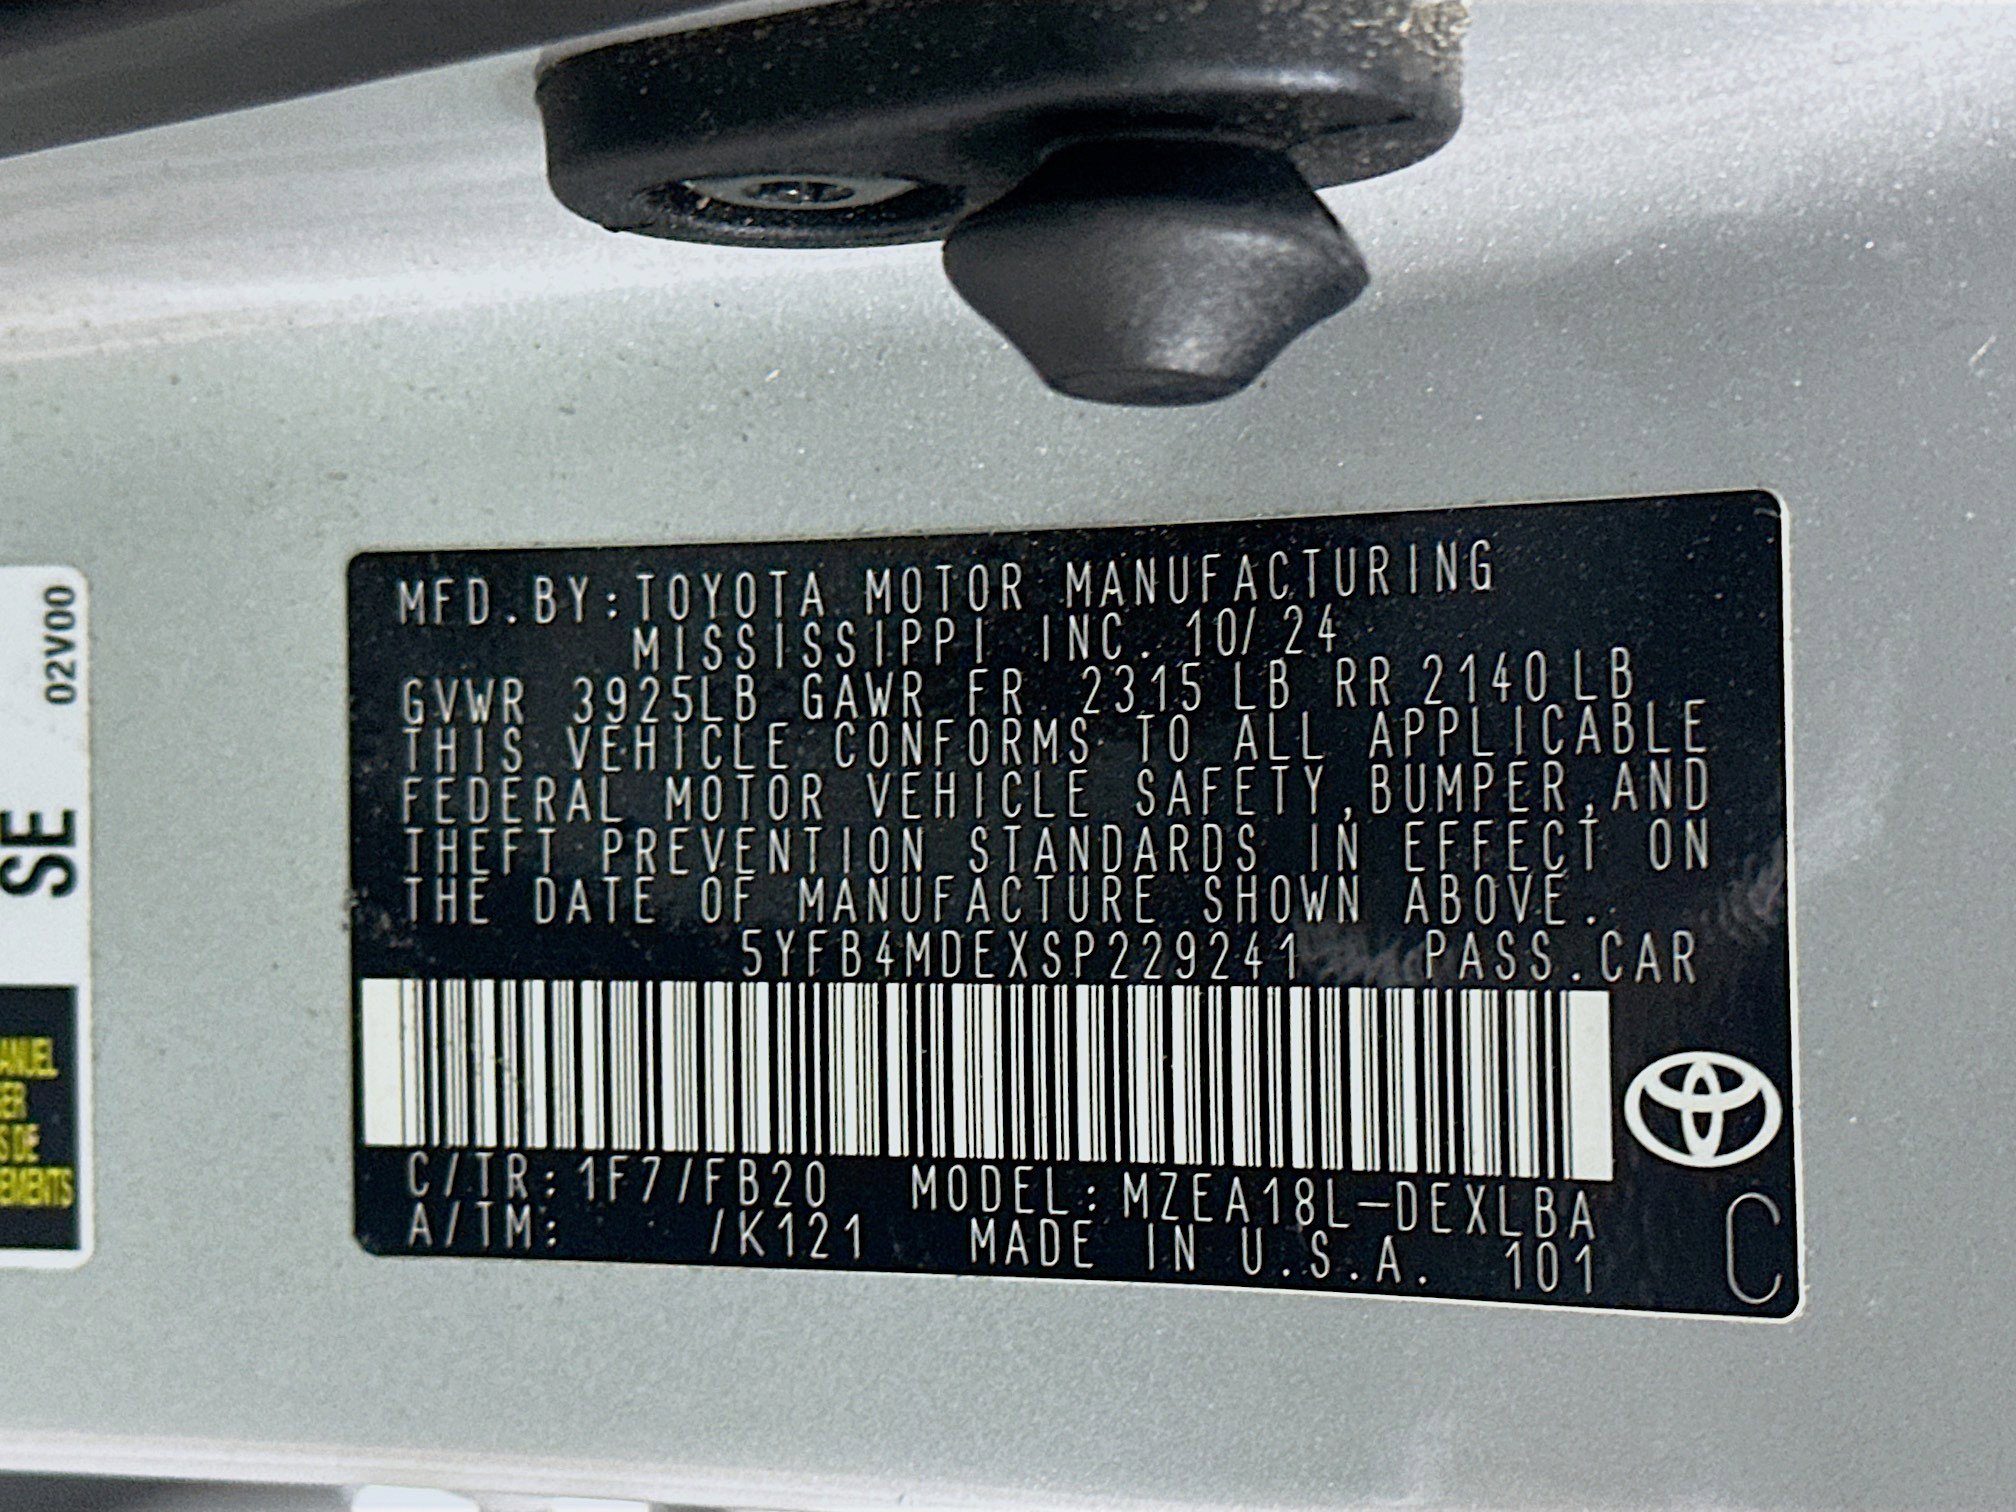 MFD.BY:TOYOTA MOTOR MANUFACTURING
MISSISSIPPI INC. 10/24
GVWR 3925LB GAWR FR 2315 LB RR 2140 LB
THIS VEHICLE CONFORMS TO ALL APPLICABLE
FEDERAL MOTOR VEHICLE SAFETY,BUMPER,AND
THEFT PREVENTION STANDARDS IN EFFECT ON
THE DATE OF MANUFACTURE SHOWN ABOVE.
5YFB4MDEXSP229241 PASS.CAR
C/TR: 1F7/FB20 MODEL: MZEA18L-DEXLBA
A/TM: /K121 MADE IN U.S.A. 101
C
02V00
SE